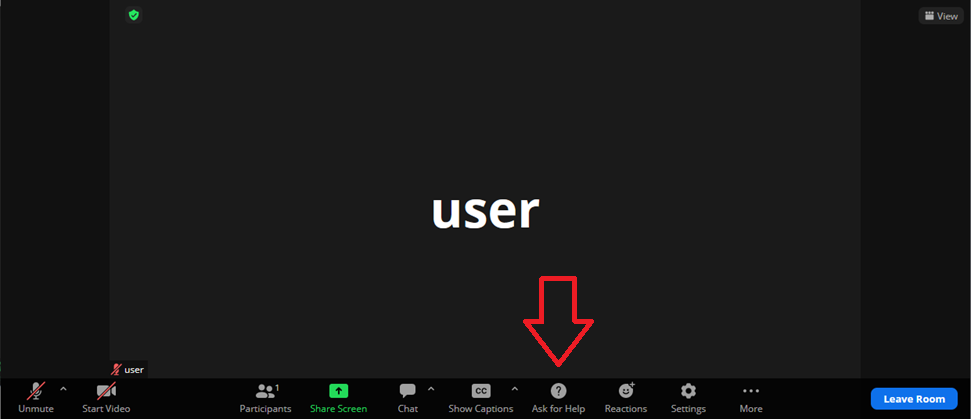 View
user
user
Unmute
Start Video
Participants
1
Share Screen
Chat
CC
Show Captions
?
Ask for Help
Reactions
Settings
More
Leave Room